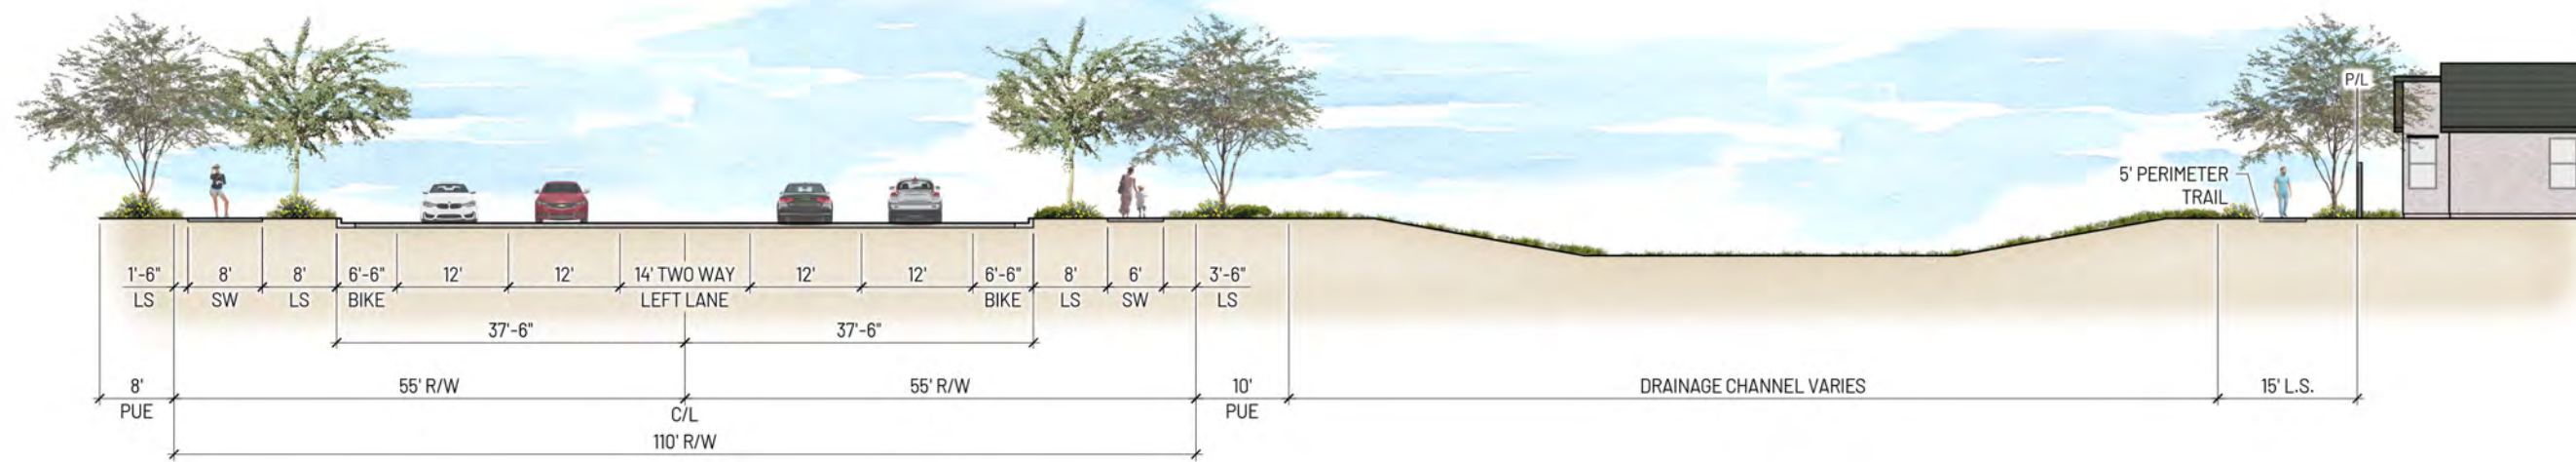 P/L
5' PERIMETER
TRAIL
1'-6" 8' 8' 6'-6" 12' 12' 14' TWO WAY 12' 12' 6'-6" 8' 6' 3'-6"
LS SW LS BIKE LEFT LANE BIKE LS SW LS
37'-6" 37'-6"
8' 55' R/W 55' R/W 10' DRAINAGE CHANNEL VARIES 15' L.S.
PUE C/L PUE
110' R/W